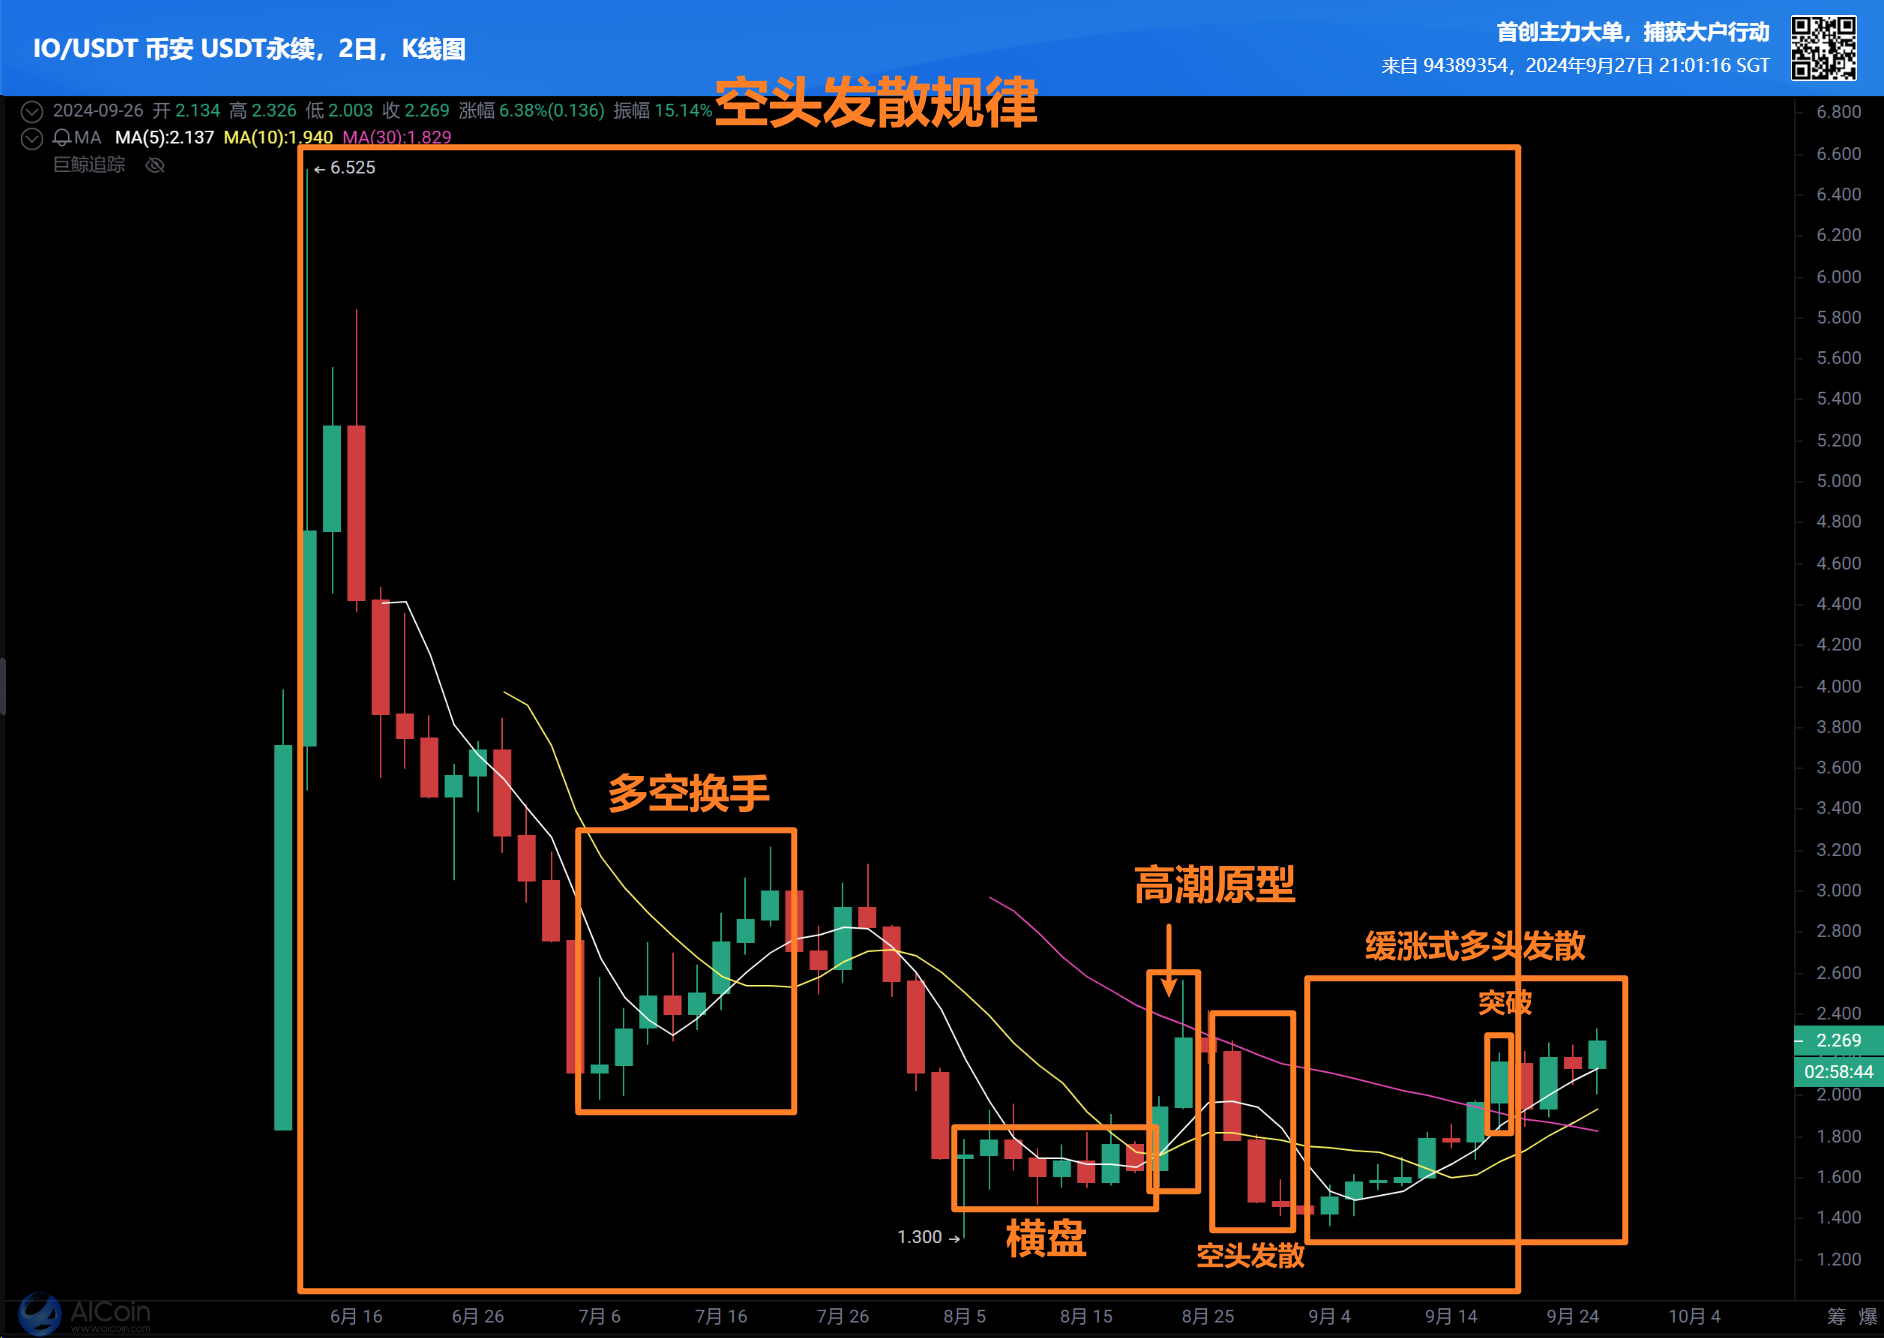 IO/USDT 币安 USDT永续，2日，K线图
首创主力大单，捕获大户行动
来自 94389354，2024年9月27日 21:01:16 SGT
空头发散规律
2024-09-26 开 2.134 高 2.326 低 2.003 收 2.269 涨幅 6.38%(0.136) 振幅 15.14%
MA MA(5):2.137 MA(10):1.940 MA(30):1.829
巨鲸追踪
←6.525
多空换手
高潮原型
缓涨式多头发散
突破
1.300→
横盘
空头发散
6.800
6.600
6.400
6.200
6.000
5.800
5.600
5.400
5.200
5.000
4.800
4.600
4.400
4.200
4.000
3.800
3.600
3.400
3.200
3.000
2.800
2.600
2.400
2.269
02:58:44
2.000
1.800
1.600
1.400
1.200
6月 16 6月 26 7月 6 7月 16 7月 26 8月 5 8月 15 8月 25 9月 4 9月 14 9月 24 10月 4
筹 爆
AICoin
www.aicoin.com